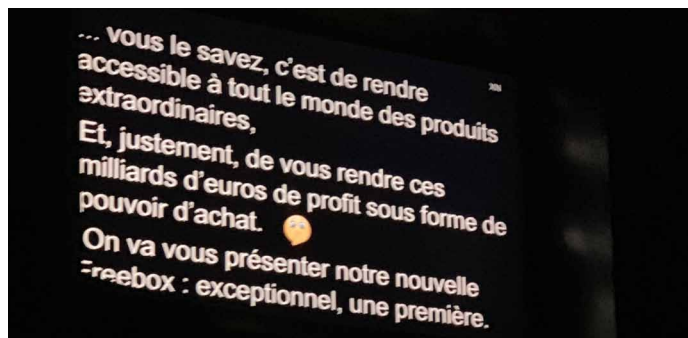 ... vous le savez, c'est de rendre
accessible à tout le monde des produits
extraordinaires,
Et, justement, de vous rendre ces
milliards d'euros de profit sous forme de
pouvoir d'achat.
On va vous présenter notre nouvelle
Freebox : exceptionnel, une première.